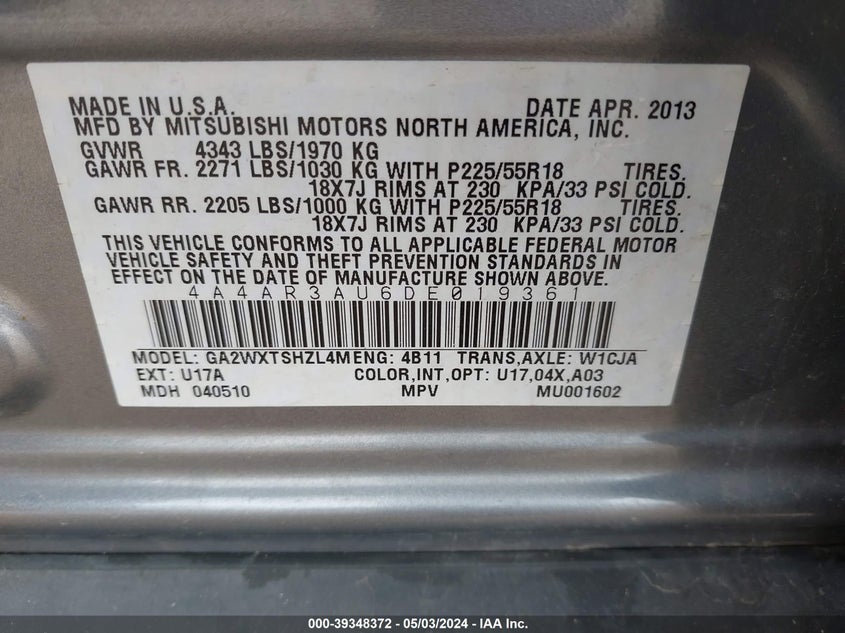 MADE IN U.S.A. DATE APR. 2013
MFD BY MITSUBISHI MOTORS NORTH AMERICA, INC.
GVWR 4343 LBS/1970 KG
GAWR FR. 2271 LBS/1030 KG WITH P225/55R18 TIRES.
18X7J RIMS AT 230 KPA/33 PSI COLD.
GAWR RR. 2205 LBS/1000 KG WITH P225/55R18 TIRES.
18X7J RIMS AT 230 KPA/33 PSI COLD.
THIS VEHICLE CONFORMS TO ALL APPLICABLE FEDERAL MOTOR
VEHICLE SAFETY AND THEFT PREVENTION STANDARDS IN
EFFECT ON THE DATE OF MANUFACTURE SHOWN ABOVE.
4A4AR3AU6DE019361
MODEL: GA2WXTSHZL4M ENG: 4B11 TRANS,AXLE: W1CJA
EXT: U17A COLOR,INT,OPT: U17,04X,A03
MDH 040510 MPV MU001602
000-39348372 - 05/03/2024 - IAA Inc.